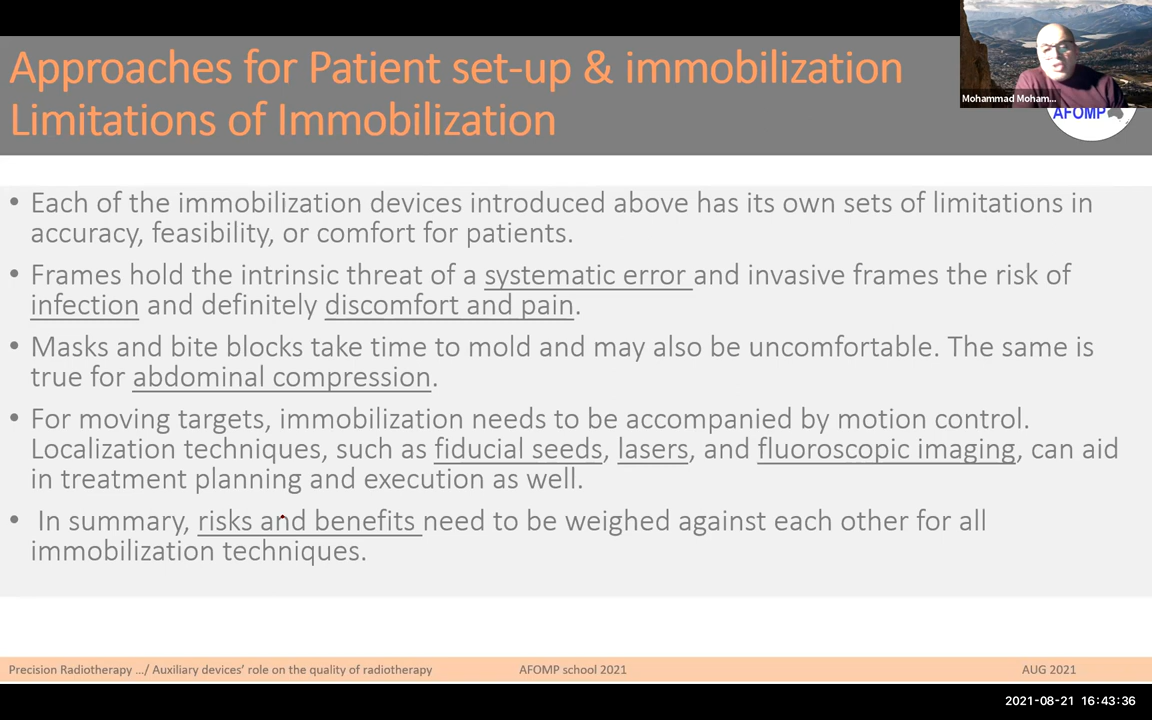 Approaches for Patient set-up & immobilization
Limitations of Immobilization
Mohammad Moham...
AFOMP
• Each of the immobilization devices introduced above has its own sets of limitations in
accuracy, feasibility, or comfort for patients.
• Frames hold the intrinsic threat of a systematic error and invasive frames the risk of
infection and definitely discomfort and pain.
• Masks and bite blocks take time to mold and may also be uncomfortable. The same is
true for abdominal compression.
• For moving targets, immobilization needs to be accompanied by motion control.
Localization techniques, such as fiducial seeds, lasers, and fluoroscopic imaging, can aid
in treatment planning and execution as well.
• In summary, risks and benefits need to be weighed against each other for all
immobilization techniques.
Precision Radiotherapy .../ Auxiliary devices' role on the quality of radiotherapy
AFOMP school 2021
AUG 2021
2021-08-21 16:43:36